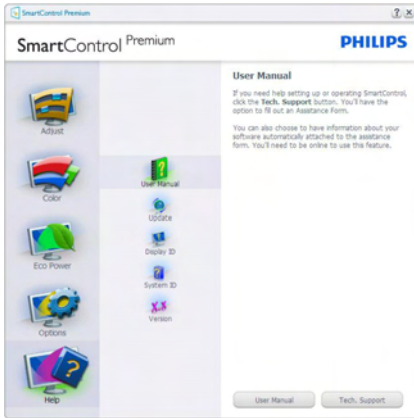 SmartControl Premium
SmartControl Premium
PHILIPS
Adjust
Color
Eco Power
Options
Help
User Manual
Update
Display ID
System ID
Version
User Manual
If you need help setting up or operating SmartControl,
click the Tech. Support button. You'll have the
option to fill out an Assistance Form.
You can also choose to have information about your
software automatically attached to the assistance
form. You'll need to be online to use this feature.
User Manual
Tech. Support